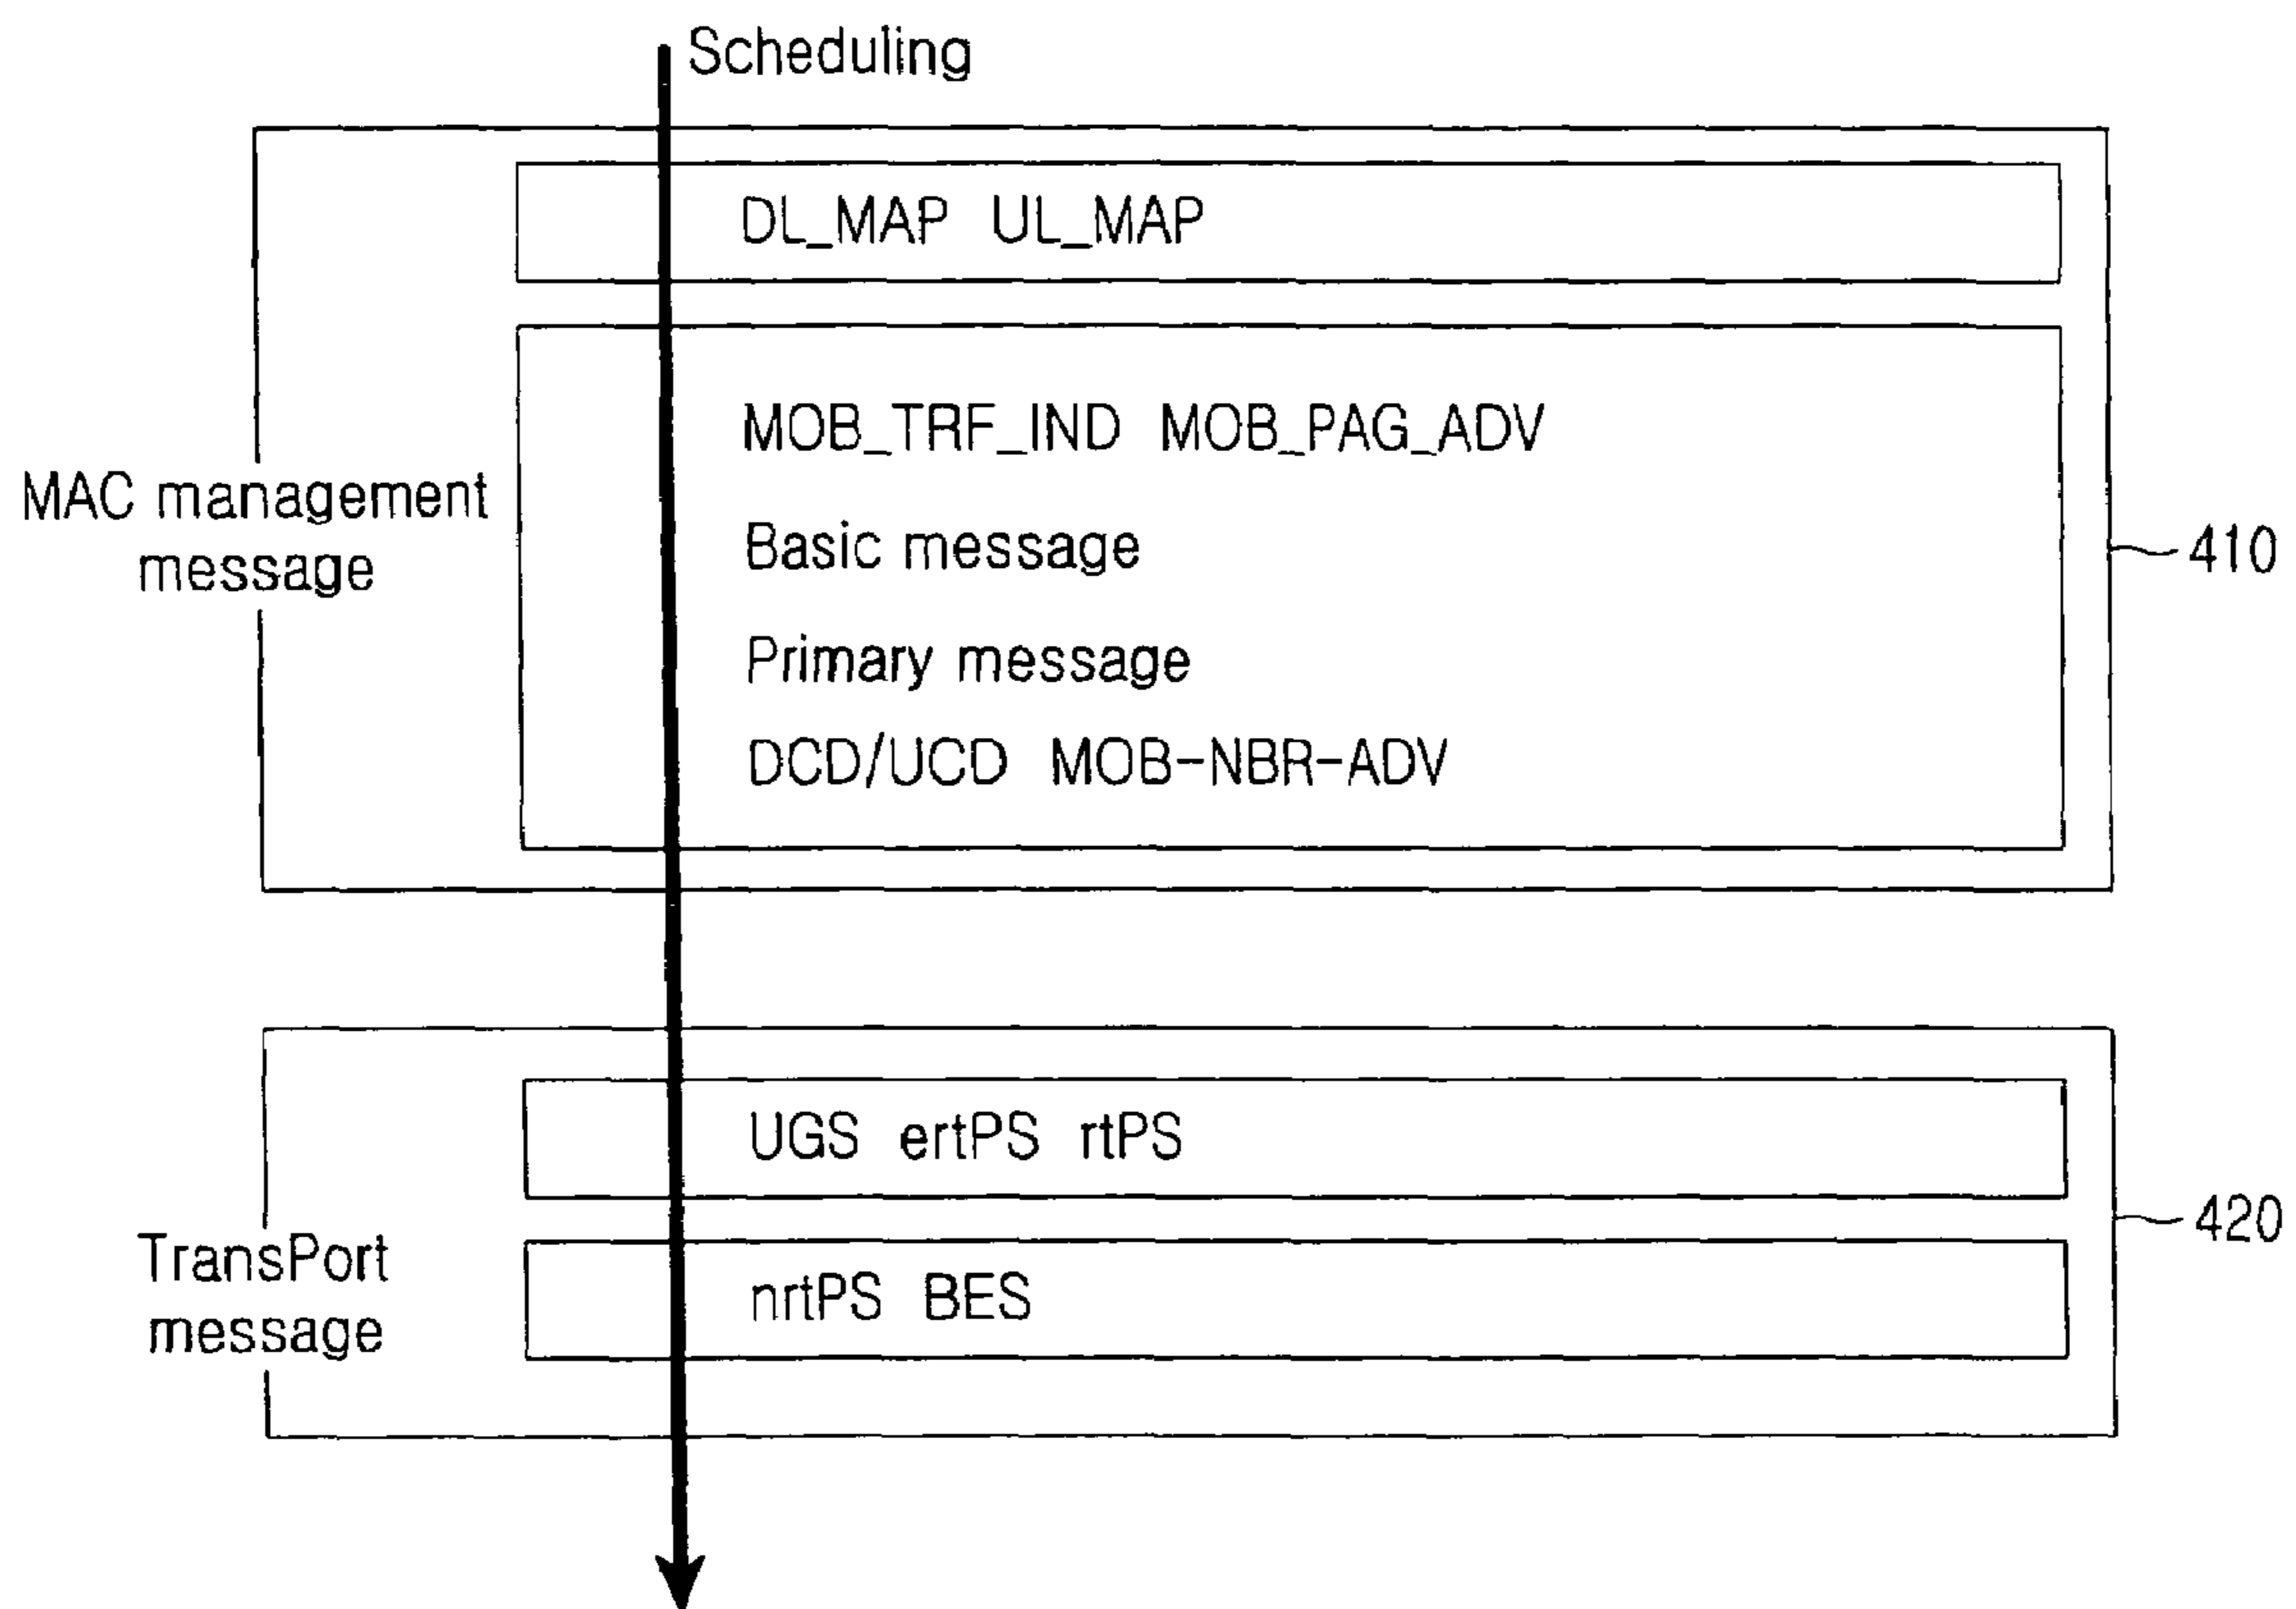 Scheduling
DL_MAP UL_MAP
MOB_TRF_IND MOB_PAG_ADV
MAC management
message
Basic message
410
Primary message
DCD/UCD MOB-NBR-ADV
UGS ertPS rtPS
420
TransPort
message
nrtPS BES